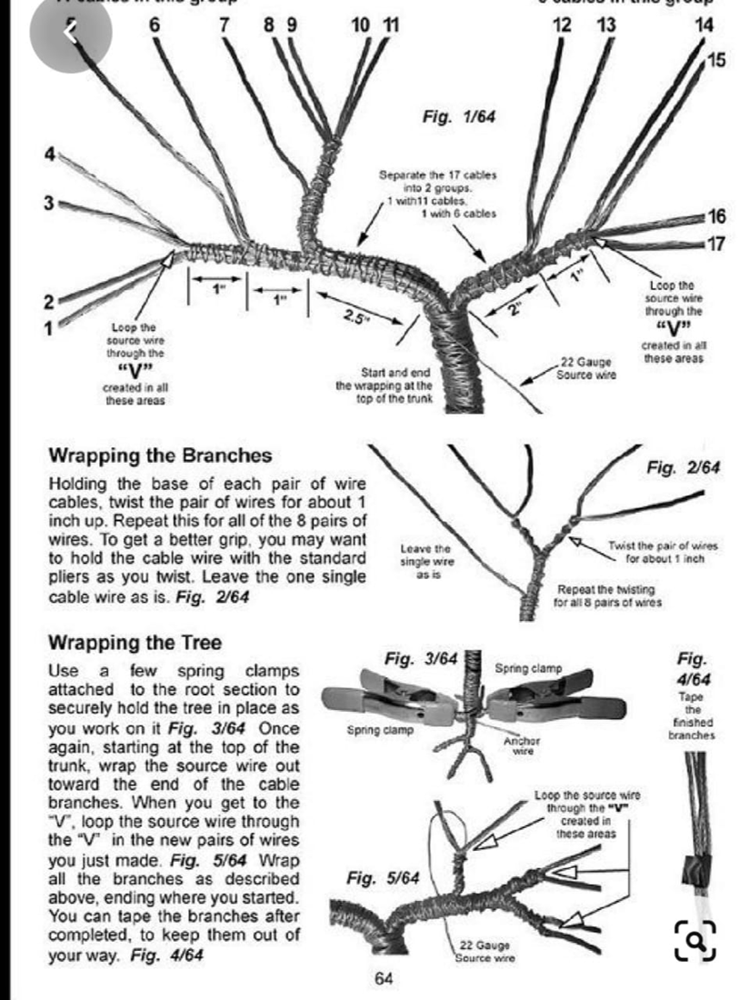 11 cables in this group
6 cables in this group
5 6 7 8 9 10 11 12 13 14
15
4
3
2
1
16
17
Fig. 1/64
Separate the 17 cables
into 2 groups.
1 with11 cables.
1 with 6 cables
1"
1"
2.5"
2"
1"
Loop the
source wire
through the
“V”
created in all
these areas
Start and end
the wrapping at the
top of the trunk
22 Gauge
Source wire
Loop the
source wire
through the
“V”
created in all
these areas
Wrapping the Branches
Holding the base of each pair of wire
cables, twist the pair of wires for about 1
inch up. Repeat this for all of the 8 pairs of
wires. To get a better grip, you may want
to hold the cable wire with the standard
pliers as you twist. Leave the one single
cable wire as is. Fig. 2/64
Fig. 2/64
Leave the
single wire
as is
Twist the pair of wires
for about 1 inch
Repeat the twisting
for all 8 pairs of wires
Wrapping the Tree
Use a few spring clamps
attached to the root section to
securely hold the tree in place as
you work on it Fig. 3/64 Once
again, starting at the top of the
trunk, wrap the source wire out
toward the end of the cable
branches. When you get to the
"V", loop the source wire through
the “V” in the new pairs of wires
you just made. Fig. 5/64 Wrap
all the branches as described
above, ending where you started.
You can tape the branches after
completed, to keep them out of
your way. Fig. 4/64
Fig. 3/64
Spring clamp
Spring clamp
Anchor
wire
Fig.
4/64
Tape
the
finished
branches
Loop the source wire
through the “V”
created in
these areas
Fig. 5/64
22 Gauge
Source wire
64